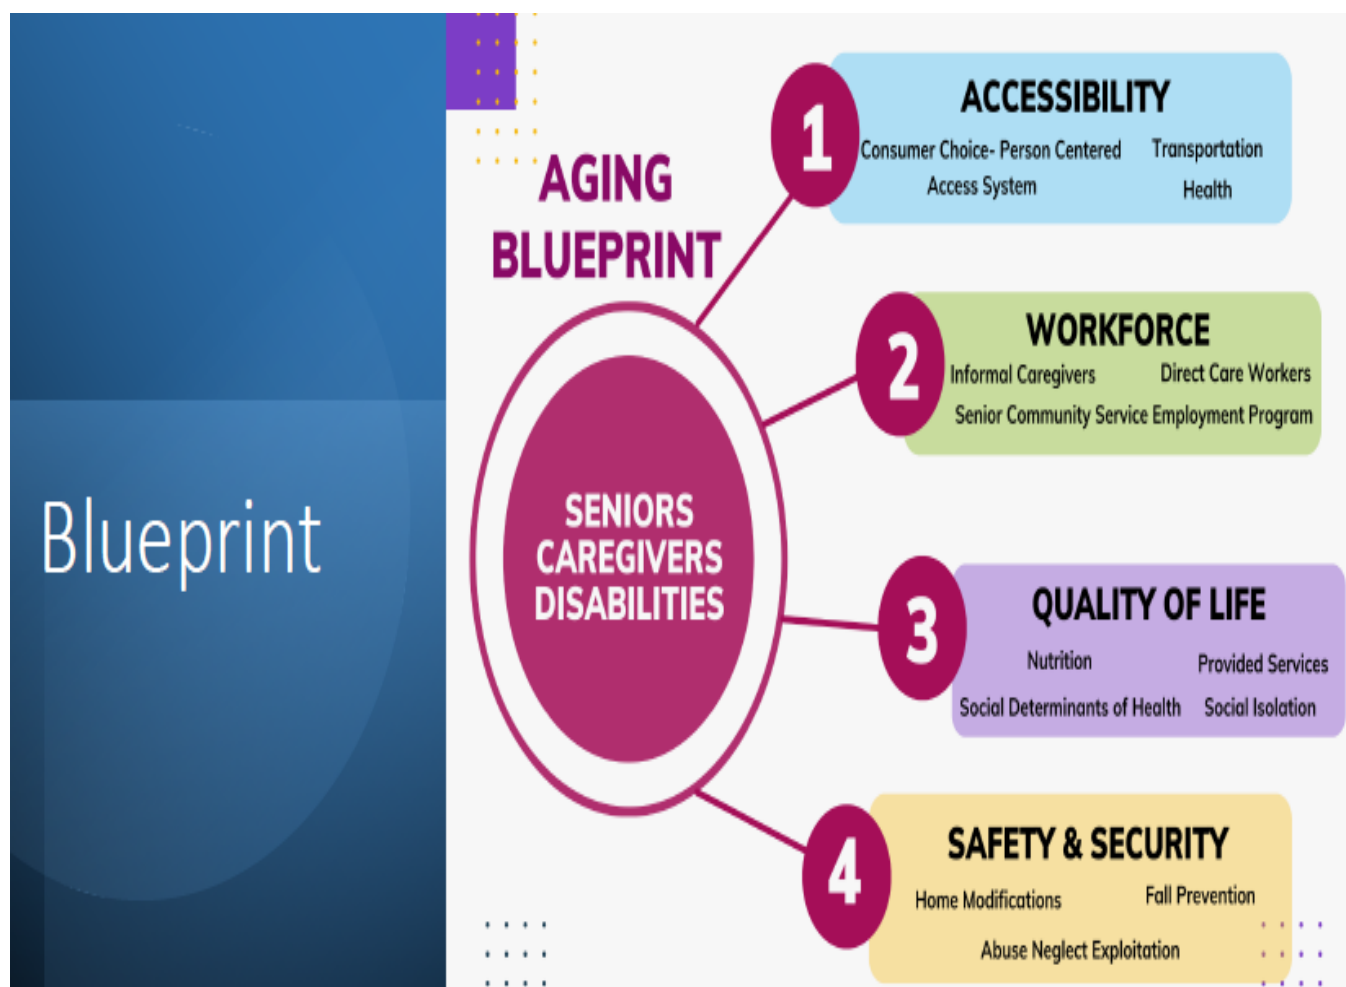 Blueprint
AGING
BLUEPRINT
SENIORS
CAREGIVERS
DISABILITIES
1
ACCESSIBILITY
Consumer Choice- Person Centered
Access System
Transportation
Health
2
WORKFORCE
Informal Caregivers
Direct Care Workers
Senior Community Service Employment Program
3
QUALITY OF LIFE
Nutrition
Provided Services
Social Determinants of Health
Social Isolation
4
SAFETY & SECURITY
Home Modifications
Fall Prevention
Abuse Neglect Exploitation